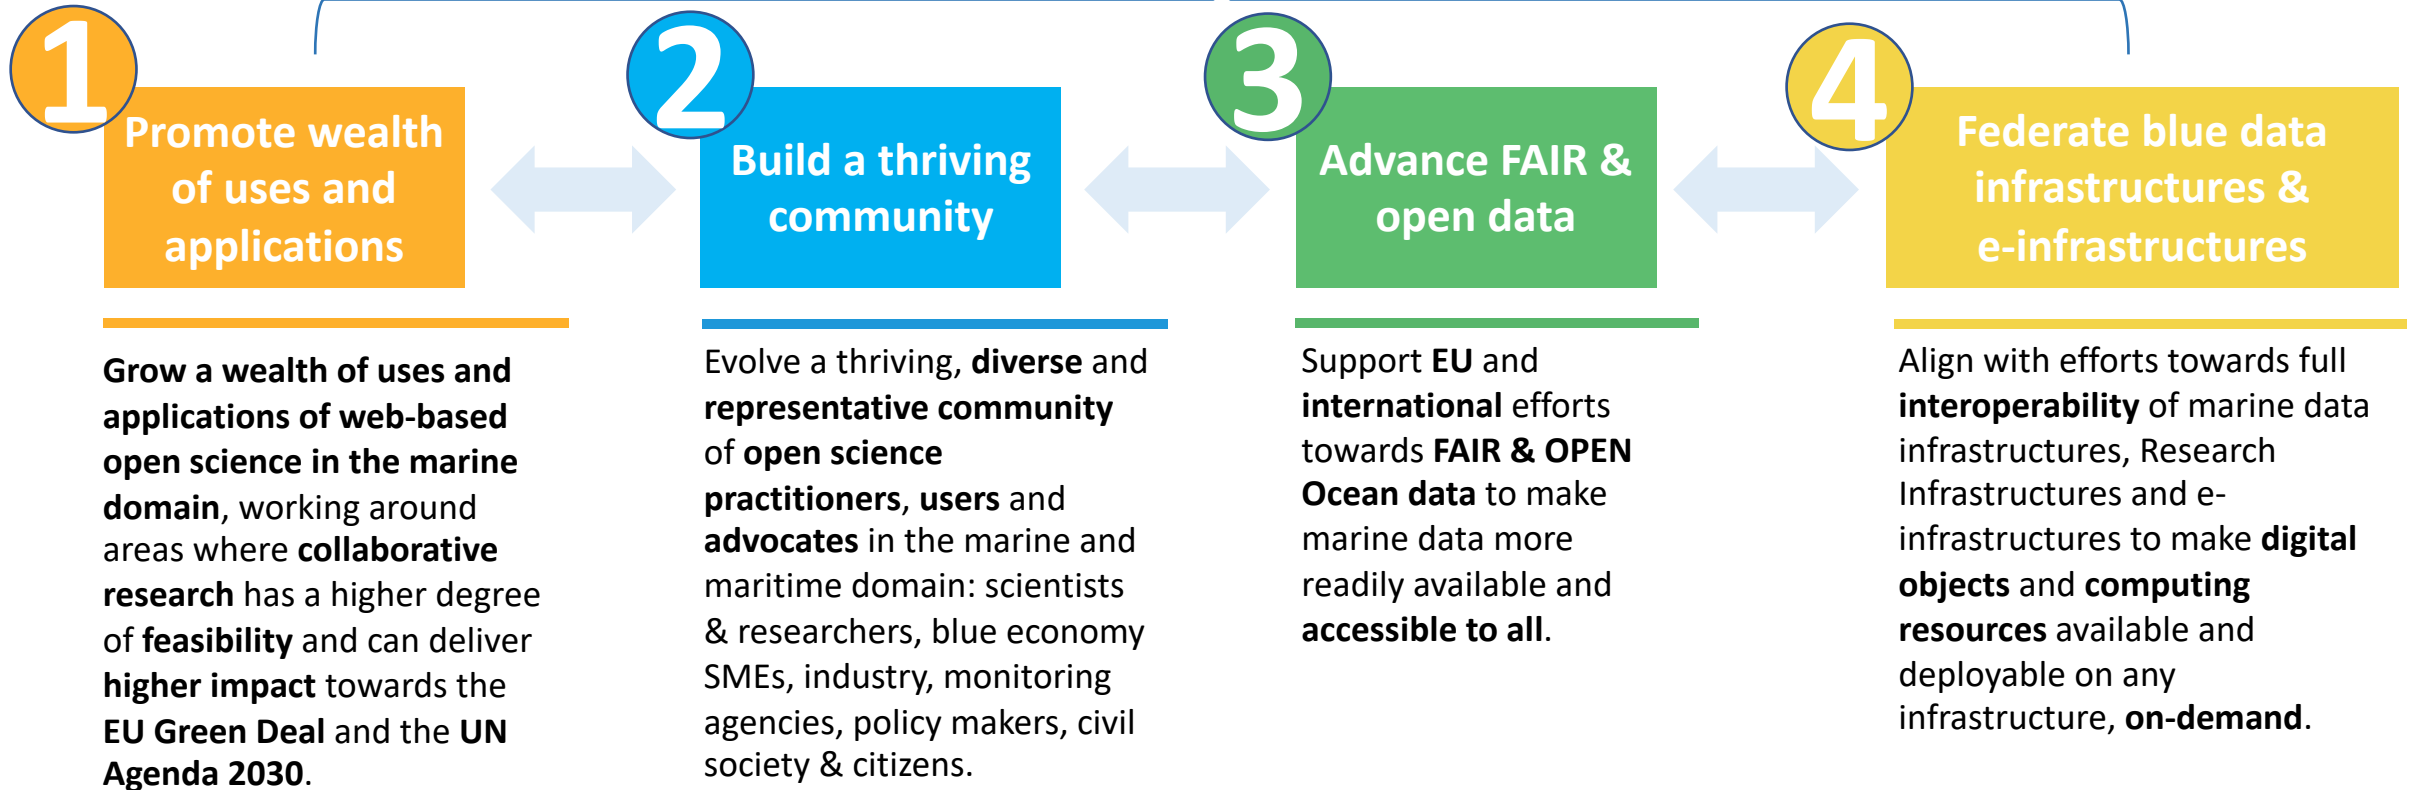 1
Promote wealth
of uses and
applications
Grow a wealth of uses and
applications of web-based
open science in the marine
domain, working around
areas where collaborative
research has a higher degree
of feasibility and can deliver
higher impact towards the
EU Green Deal and the UN
Agenda 2030.
2
Build a thriving
community
Evolve a thriving, diverse and
representative community
of open science
practitioners, users and
advocates in the marine and
maritime domain: scientists
& researchers, blue economy
SMEs, industry, monitoring
agencies, policy makers, civil
society & citizens.
3
Advance FAIR &
open data
Support EU and
international efforts
towards FAIR & OPEN
Ocean data to make
marine data more
readily available and
accessible to all.
4
Federate blue data
infrastructures &
e-infrastructures
Align with efforts towards full
interoperability of marine data
infrastructures, Research
Infrastructures and e-
infrastructures to make digital
objects and computing
resources available and
deployable on any
infrastructure, on-demand.